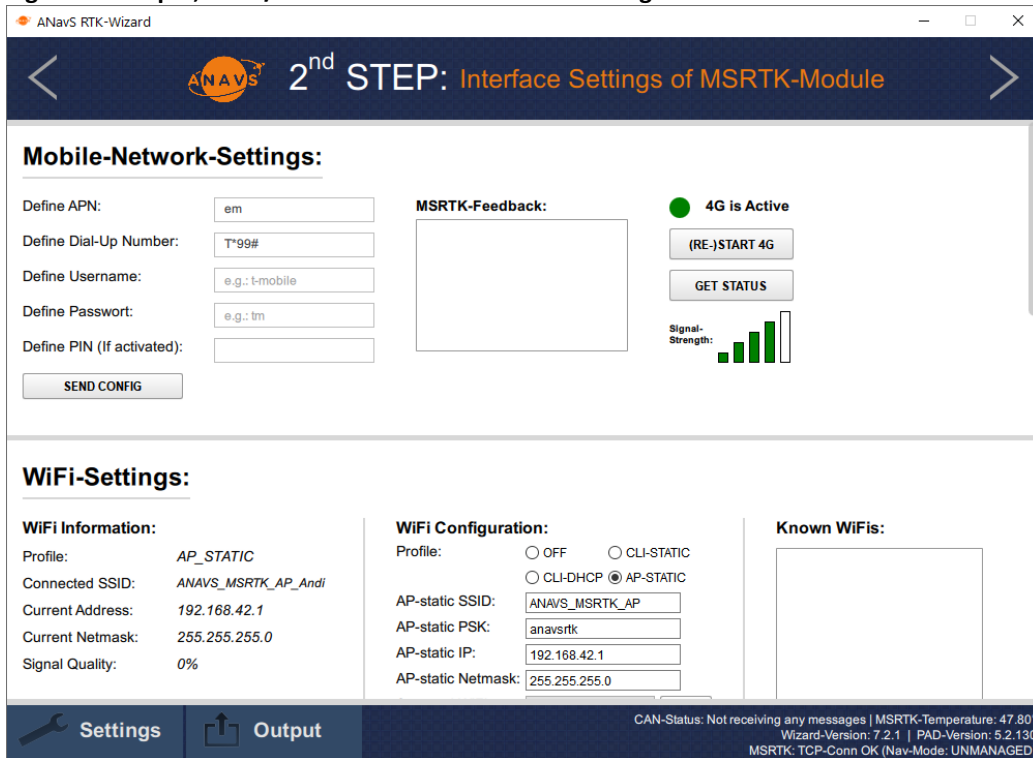 ANavS RTK-Wizard
ANAVS
2nd STEP: Interface Settings of MSRTK-Module
Mobile-Network-Settings:
Define APN:
em
Define Dial-Up Number:
T*99#
Define Username:
e.g.: t-mobile
Define Passwort:
e.g.: tm
Define PIN (If activated):
SEND CONFIG
MSRTK-Feedback:
4G is Active
(RE-)START 4G
GET STATUS
Signal-
Strength:
WiFi-Settings:
WiFi Information:
Profile: AP_STATIC
Connected SSID: ANAVS_MSRTK_AP_Andi
Current Address: 192.168.42.1
Current Netmask: 255.255.255.0
Signal Quality: 0%
WiFi Configuration:
Profile: OFF CLI-STATIC
CLI-DHCP AP-STATIC
AP-static SSID: ANAVS_MSRTK_AP
AP-static PSK: anavsrtk
AP-static IP: 192.168.42.1
AP-static Netmask: 255.255.255.0
Known WiFis:
Settings
Output
CAN-Status: Not receiving any messages | MSRTK-Temperature: 47.80
Wizard-Version: 7.2.1 | PAD-Version: 5.2.130
MSRTK: TCP-Conn OK (Nav-Mode: UNMANAGED